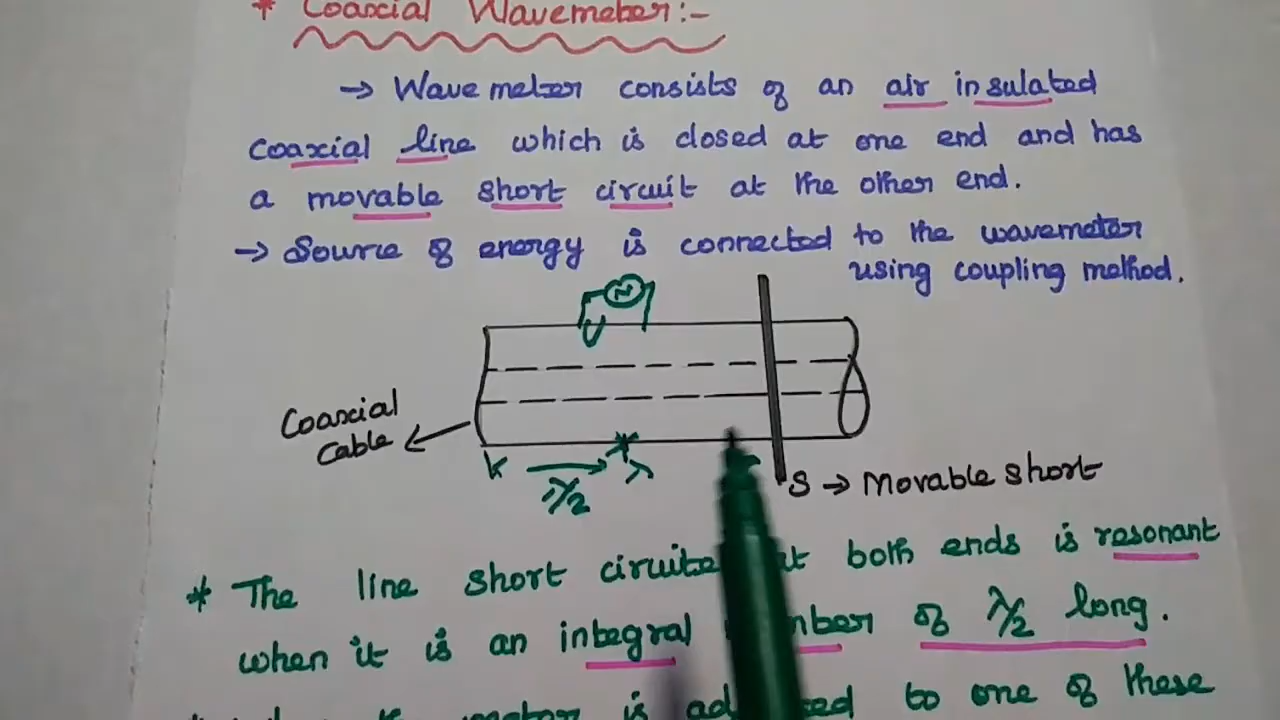 * Coaxial Wavemeter:-
→ Wavemeter consists of an air insulated
coaxial line which is closed at one end and has
a movable short circuit at the other end.
→ Source of energy is connected to the wavemeter
using coupling method.
Coaxial
Cable
λ/2
S → Movable short
* The line short at both ends is resonant
when it is an integral of λ/2 long.
is to one of these